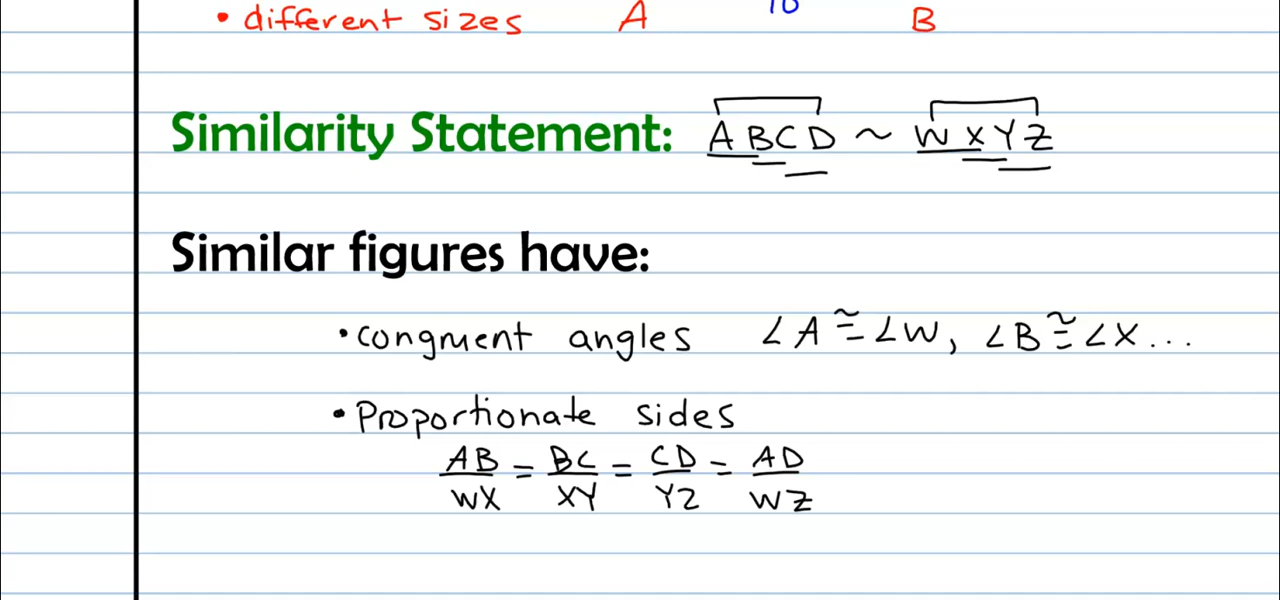 • different sizes A 10 B
Similarity Statement: ABCD ~ WXYZ
Similar figures have:
• congruent angles ∠A ≅ ∠W, ∠B ≅ ∠X...
• Proportionate sides
AB/WX = BC/XY = CD/YZ = AD/WZ